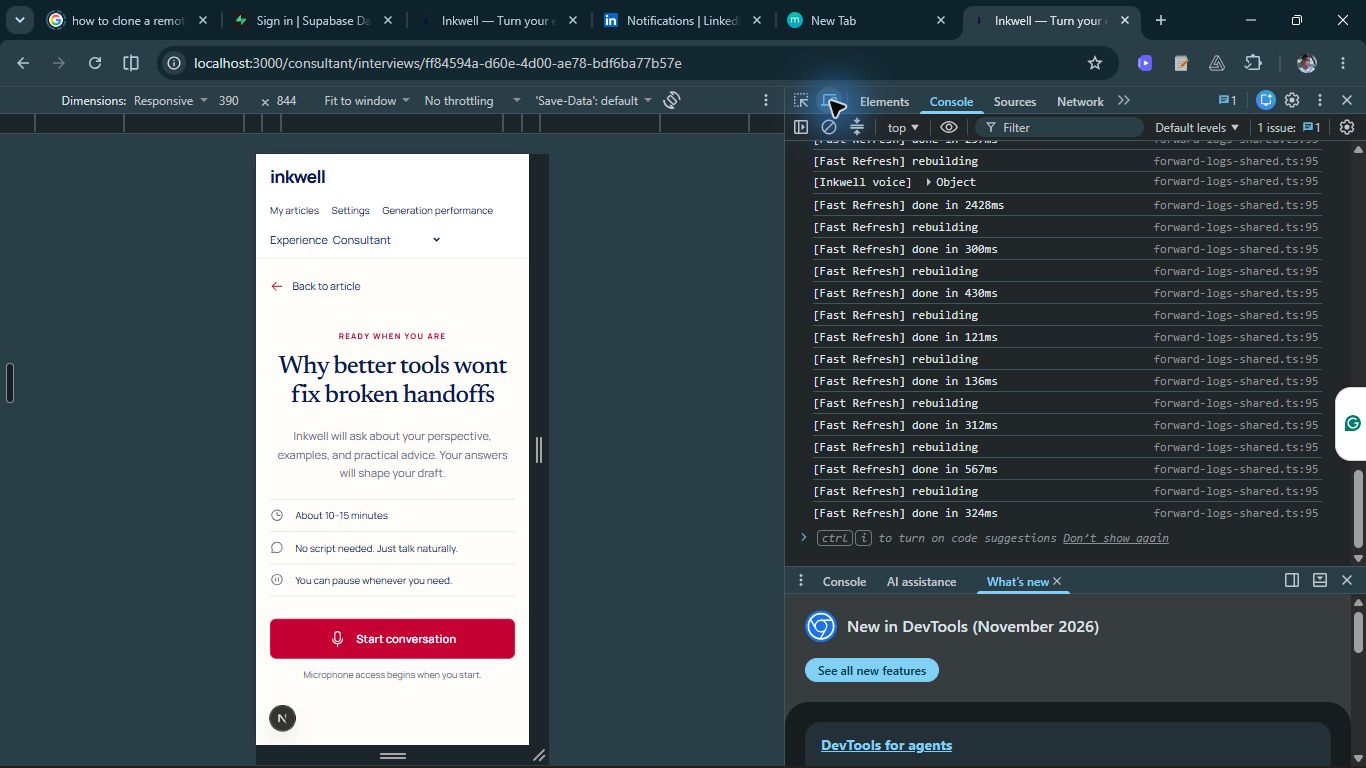 how to clone a remot
Sign in | Supabase Da
Inkwell — Turn your e
Notifications | LinkedI
New Tab
Inkwell — Turn your e
localhost:3000/consultant/interviews/ff84594a-d60e-4d00-ae78-bdf6ba77b57e
Dimensions: Responsive 390 x 844 Fit to window No throttling 'Save-Data': default
Elements Console Sources Network 1
top Filter Default levels 1 issue: 1
inkwell
My articles Settings Generation performance
Experience Consultant
Back to article
READY WHEN YOU ARE
Why better tools wont
fix broken handoffs
Inkwell will ask about your perspective,
examples, and practical advice. Your answers
will shape your draft.
About 10–15 minutes
No script needed. Just talk naturally.
You can pause whenever you need.
Start conversation
Microphone access begins when you start.
N
[Fast Refresh] rebuilding forward-logs-shared.ts:95
[Inkwell voice] Object forward-logs-shared.ts:95
[Fast Refresh] done in 2428ms forward-logs-shared.ts:95
[Fast Refresh] rebuilding forward-logs-shared.ts:95
[Fast Refresh] done in 300ms forward-logs-shared.ts:95
[Fast Refresh] rebuilding forward-logs-shared.ts:95
[Fast Refresh] done in 430ms forward-logs-shared.ts:95
[Fast Refresh] rebuilding forward-logs-shared.ts:95
[Fast Refresh] done in 121ms forward-logs-shared.ts:95
[Fast Refresh] rebuilding forward-logs-shared.ts:95
[Fast Refresh] done in 136ms forward-logs-shared.ts:95
[Fast Refresh] rebuilding forward-logs-shared.ts:95
[Fast Refresh] done in 312ms forward-logs-shared.ts:95
[Fast Refresh] rebuilding forward-logs-shared.ts:95
[Fast Refresh] done in 567ms forward-logs-shared.ts:95
[Fast Refresh] rebuilding forward-logs-shared.ts:95
[Fast Refresh] done in 324ms forward-logs-shared.ts:95
ctrl i to turn on code suggestions Don't show again
Console AI assistance What's new
New in DevTools (November 2026)
See all new features
DevTools for agents